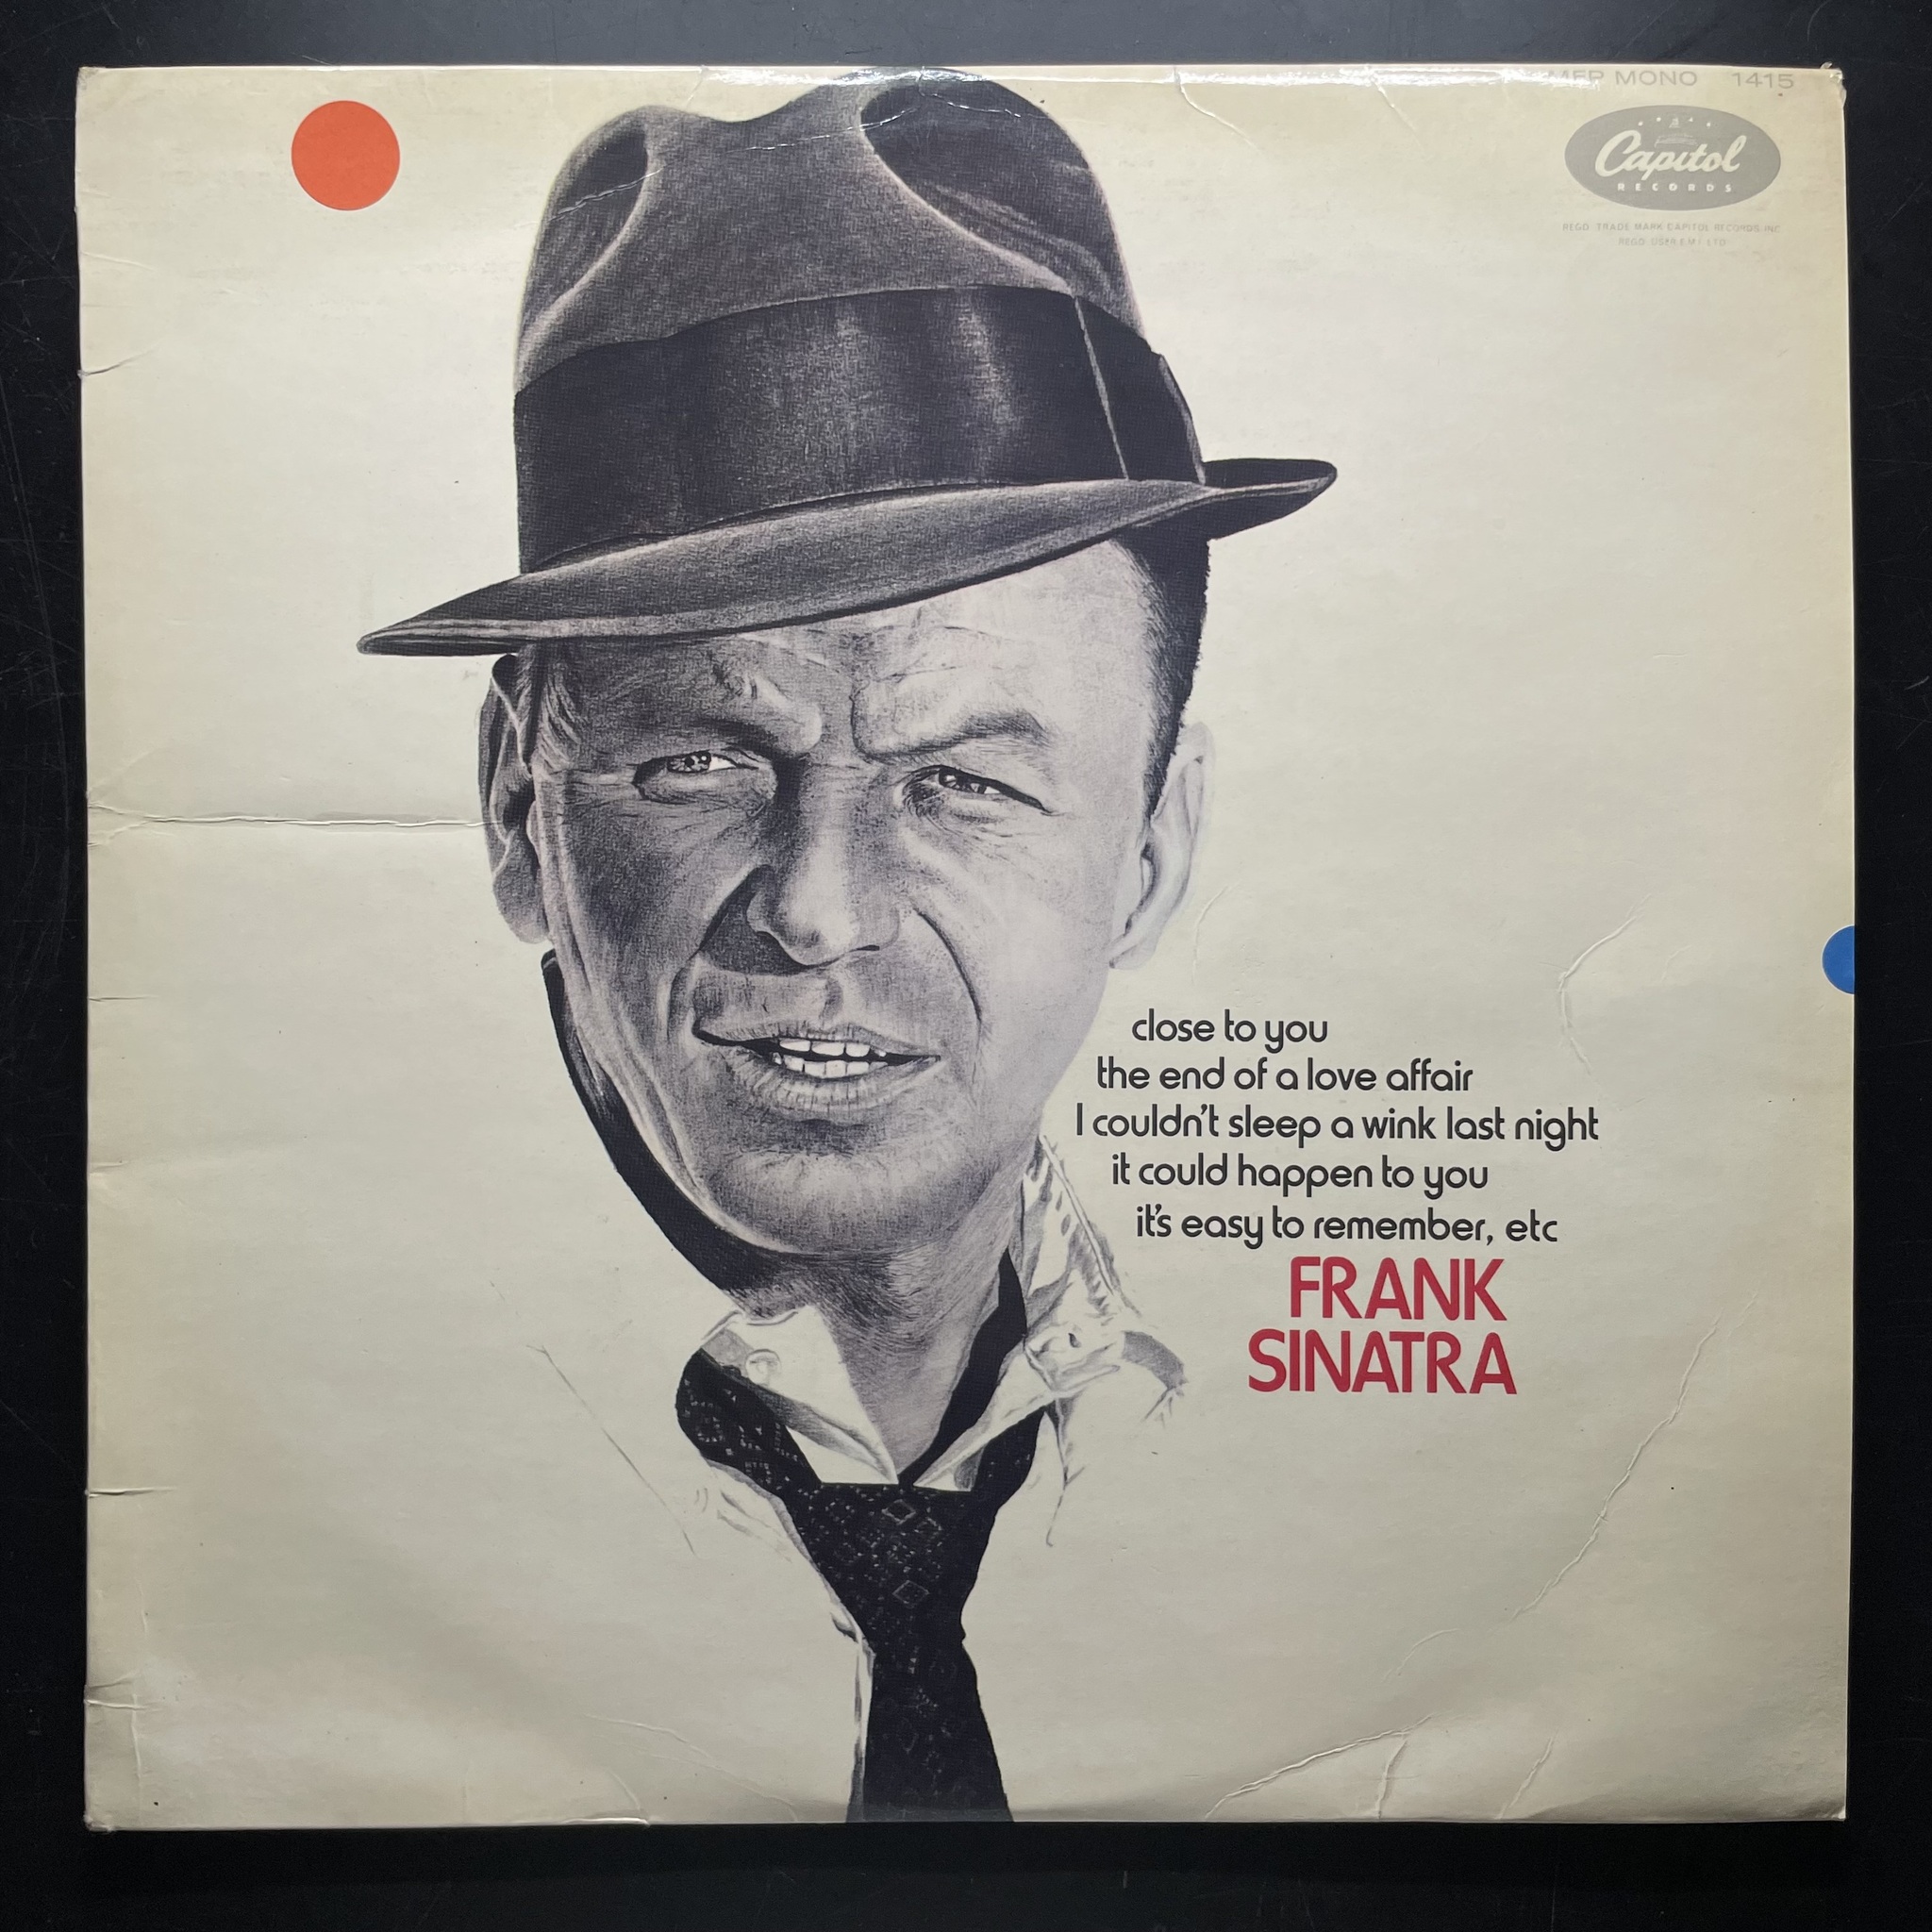 MFP MONO 1415
Capitol
RECORDS
REGD. TRADE MARK CAPITOL RECORDS INC
REGD. USER E.M.I. LTD
close to you
the end of a love affair
I couldn't sleep a wink last night
it could happen to you
it's easy to remember, etc
FRANK
SINATRA